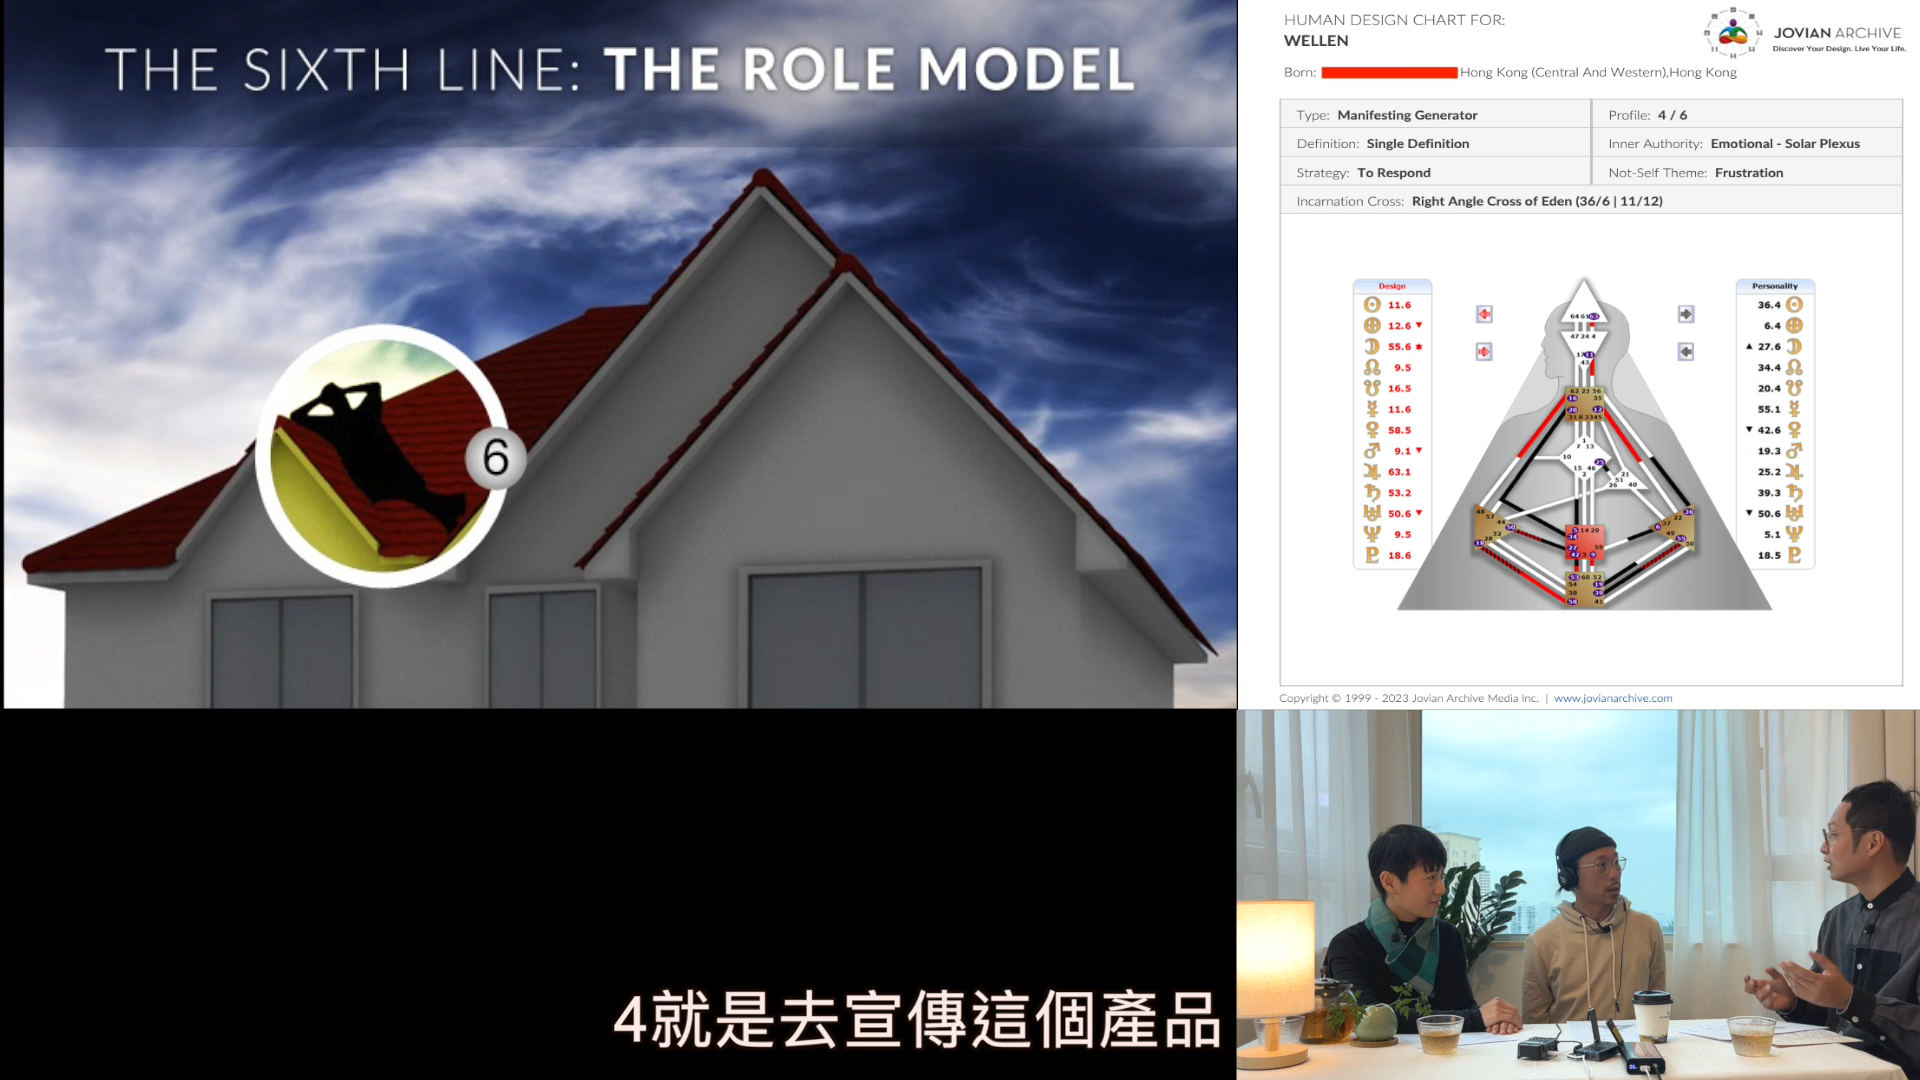 THE SIXTH LINE: THE ROLE MODEL
6
4就是去宣傳這個產品
HUMAN DESIGN CHART FOR:
WELLEN
JOVIAN ARCHIVE
Discover Your Design. Live Your Life.
Born: Hong Kong (Central And Western),Hong Kong
Type: Manifesting Generator
Profile: 4 / 6
Definition: Single Definition
Inner Authority: Emotional - Solar Plexus
Strategy: To Respond
Not-Self Theme: Frustration
Incarnation Cross: Right Angle Cross of Eden (36/6 | 11/12)
Design
11.6
12.6
55.6
9.5
16.5
11.6
58.5
9.1
63.1
53.2
50.6
9.5
18.6
Personality
36.4
6.4
27.6
34.4
20.4
55.1
42.6
19.3
25.2
39.3
50.6
5.1
18.5
Copyright © 1999 - 2023 Jovian Archive Media Inc. | www.jovianarchive.com